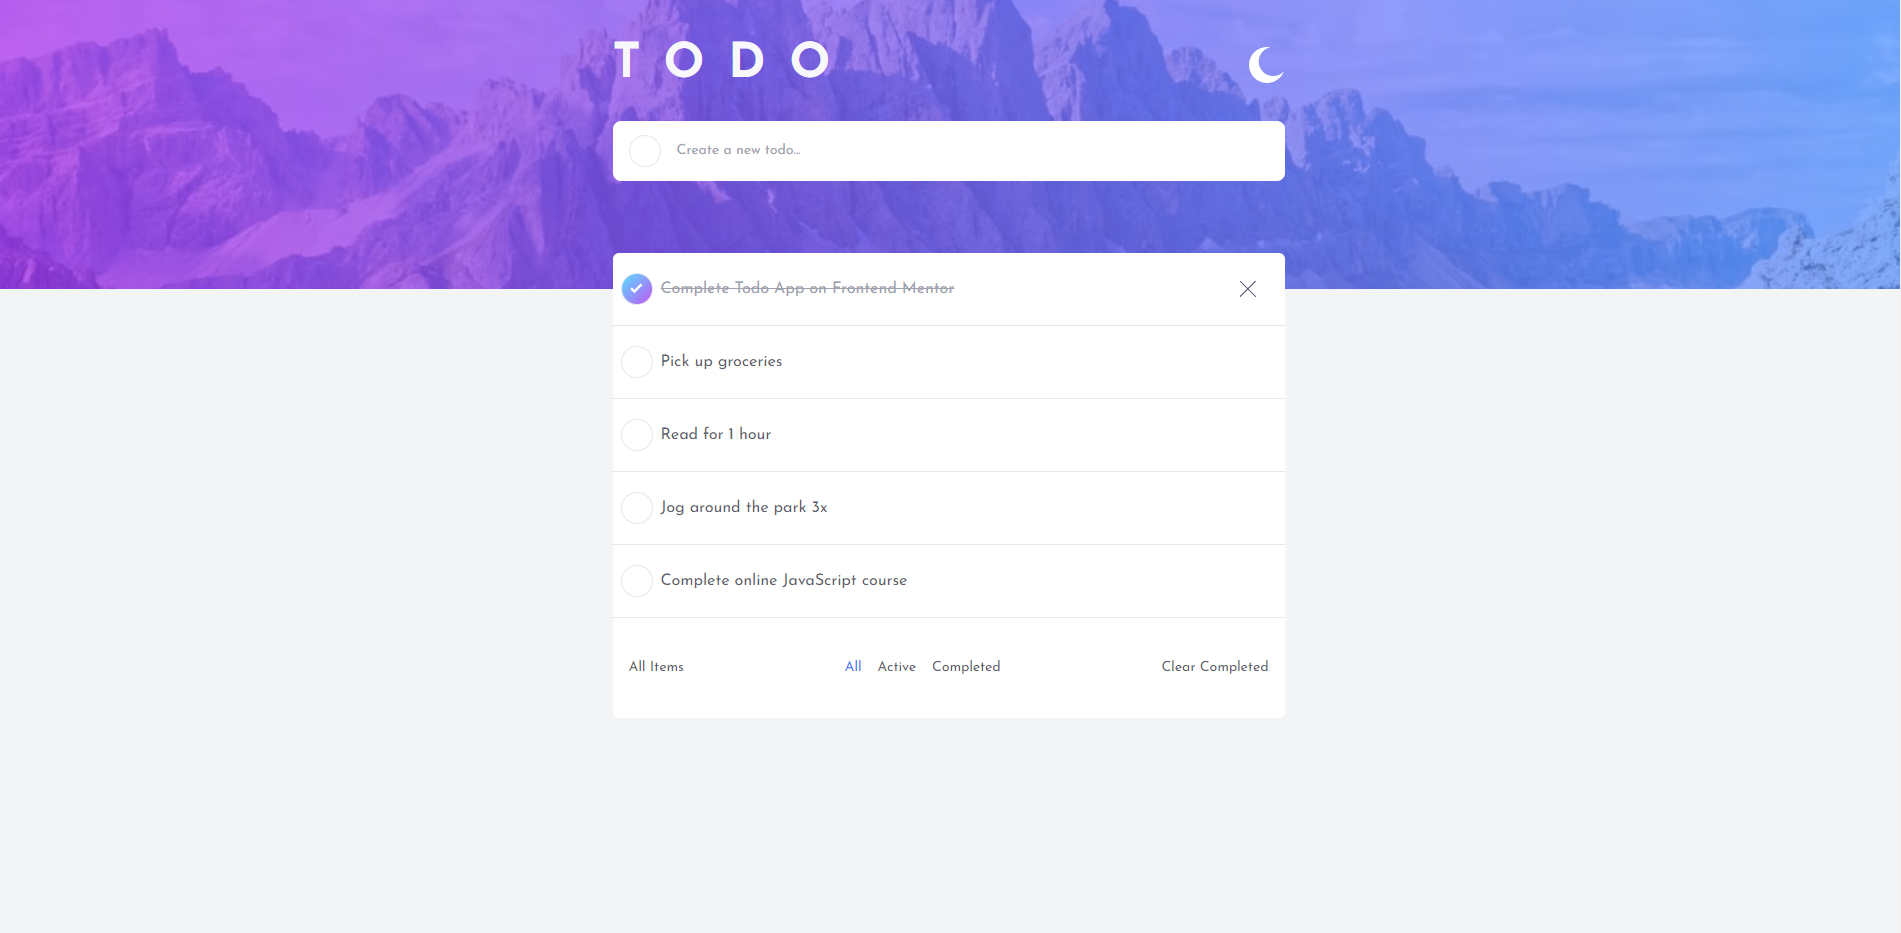 TODO
Create a new todo...
Complete Todo App on Frontend Mentor
Pick up groceries
Read for 1 hour
Jog around the park 3x
Complete online JavaScript course
All Items All Active Completed Clear Completed